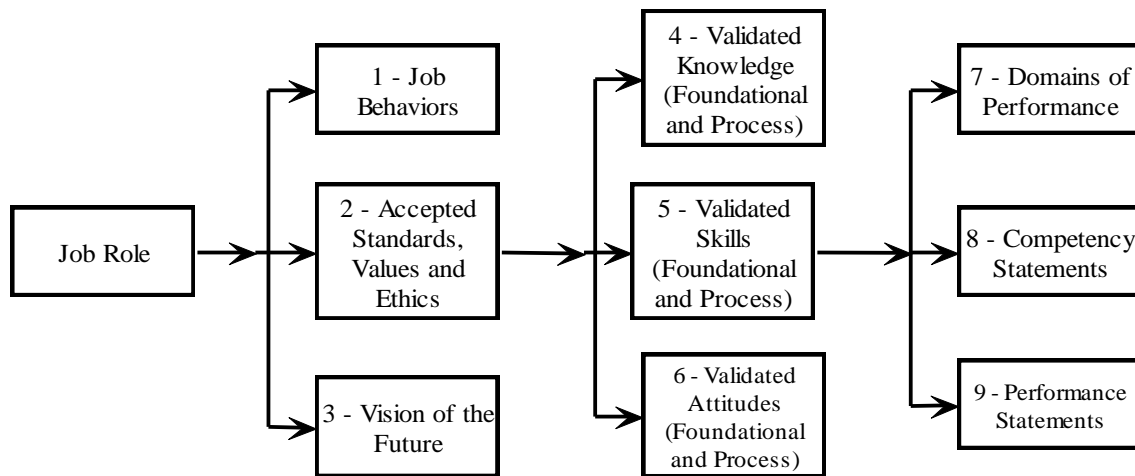 Job Role
1 - Job
Behaviors
2 - Accepted
Standards,
Values and
Ethics
3 - Vision of the
Future
4 - Validated
Knowledge
(Foundational
and Process)
5 - Validated
Skills
(Foundational
and Process)
6 - Validated
Attitudes
(Foundational
and Process)
7 - Domains of
Performance
8 - Competency
Statements
9 - Performance
Statements